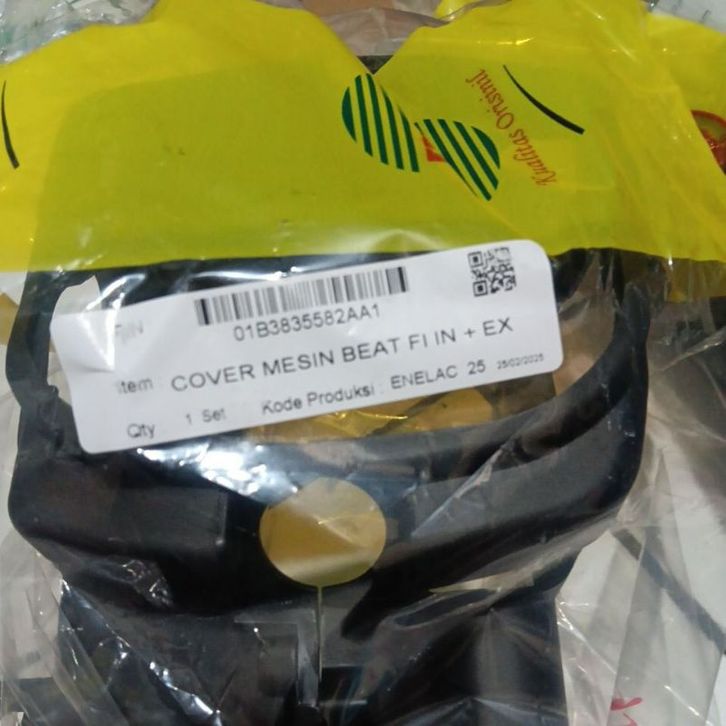 Kualitas Orisinil
01B3835582AA1
Item : COVER MESIN BEAT FI IN + EX
Qty 1 Set Kode Produksi : ENELAC 25 25/02/2025